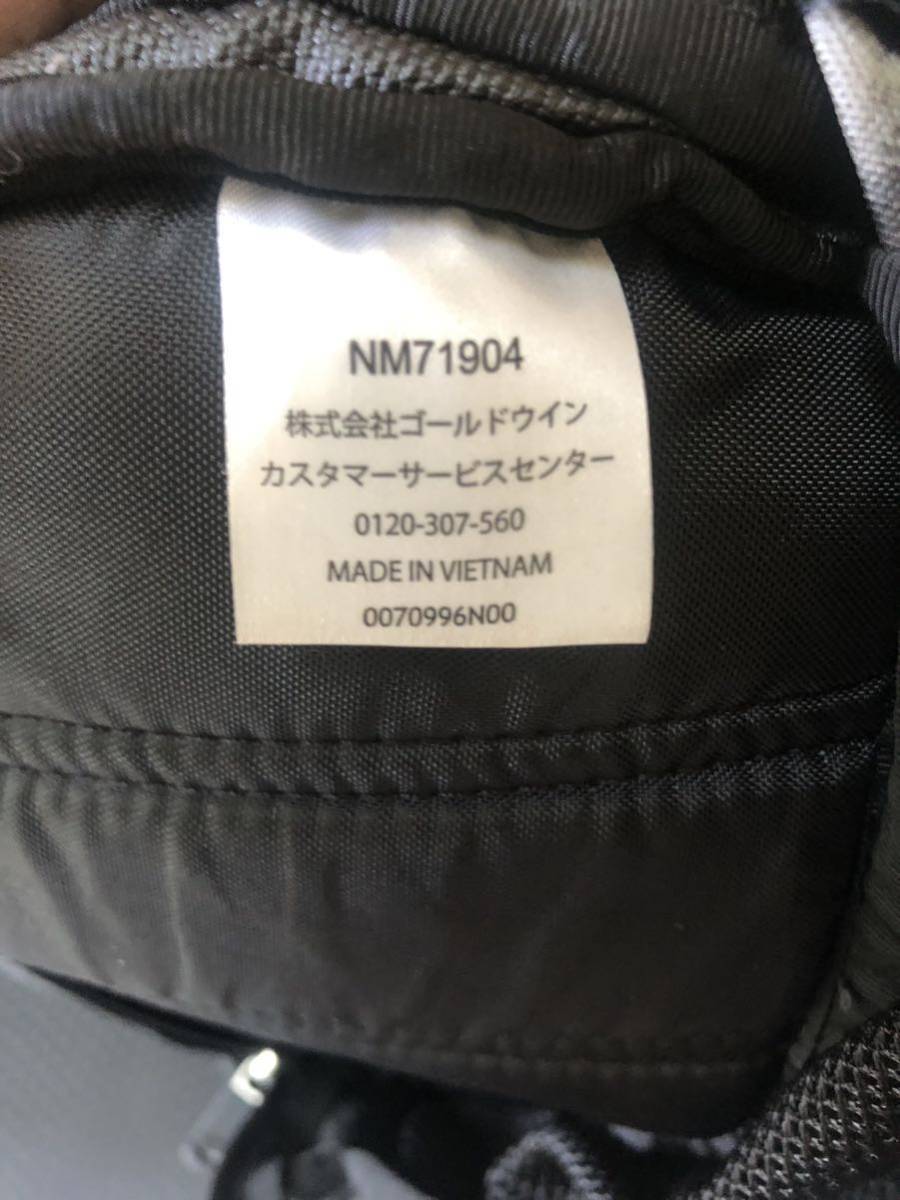 NM71904
株式会社ゴールドウイン
カスタマーサービスセンター
0120-307-560
MADE IN VIETNAM
0070996N00